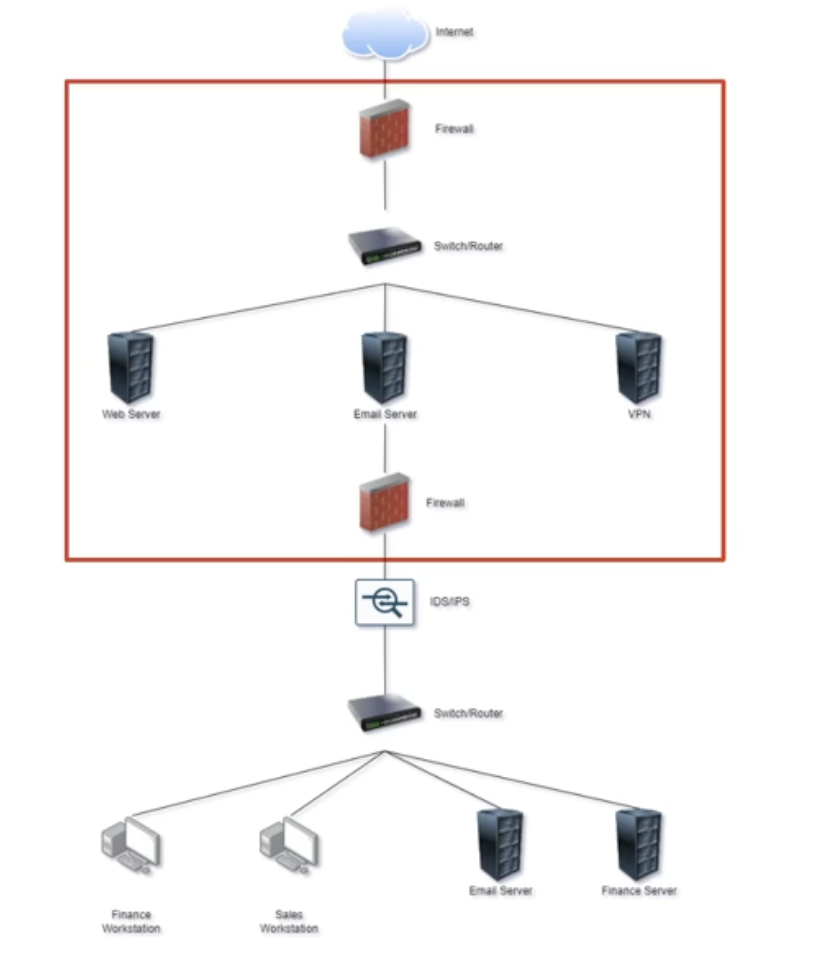 Internet
Firewall
Switch/Router
Web Server
Email Server
VPN
Firewall
IDS/IPS
Switch/Router
Email Server
Finance Server
Finance
Workstation
Sales
Workstation